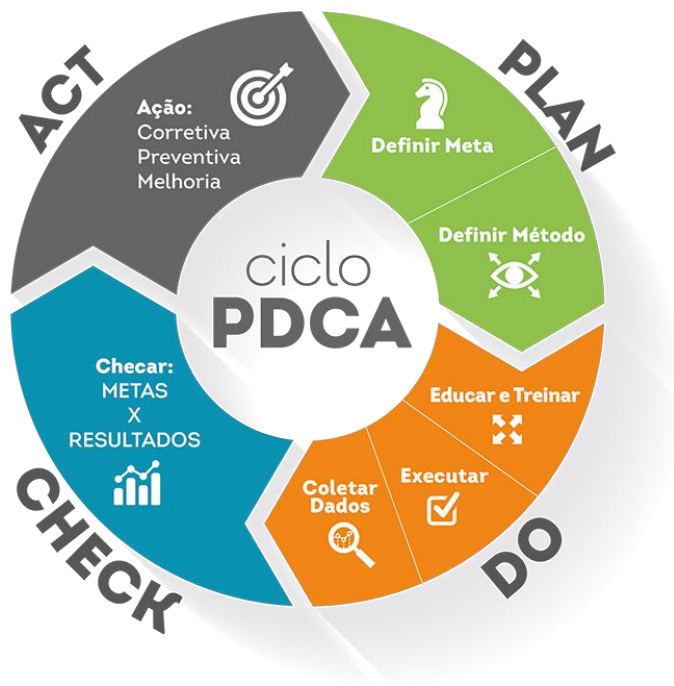 ciclo
PDCA
PLAN
Definir Meta
Definir Método
DO
Educar e Treinar
Executar
Coletar
Dados
CHECK
Checar:
METAS
X
RESULTADOS
ACT
Ação:
Corretiva
Preventiva
Melhoria